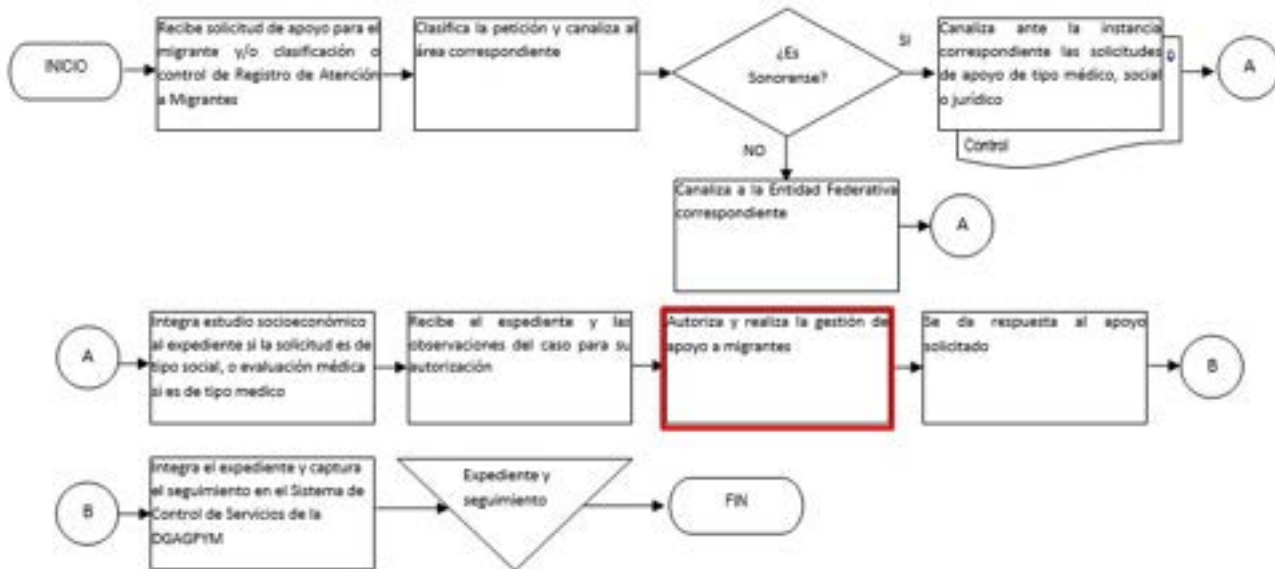 INICIO
Recibe solicitud de apoyo para el
migrante y/o clasificación o
control de Registro de Atención
a Migrantes
Clasifica la petición y canaliza al
área correspondiente
¿Es
Sonorense?
SI
NO
Canaliza ante la instancia
correspondiente las solicitudes
de apoyo de tipo médico, social
o jurídico
Control
A
Canaliza a la Entidad Federativa
correspondiente
A
A
Integra estudio socioeconómico
al expediente si la solicitud es de
tipo social, o evaluación médica
si es de tipo medico
Recibe el expediente y las
observaciones del caso para su
autorización
Autoriza y realiza la gestión de
apoyo a migrantes
Se da respuesta al apoyo
solicitado
B
B
Integra el expediente y captura
el seguimiento en el Sistema de
Control de Servicios de la
DGAGPYM
Expediente y
seguimiento
FIN